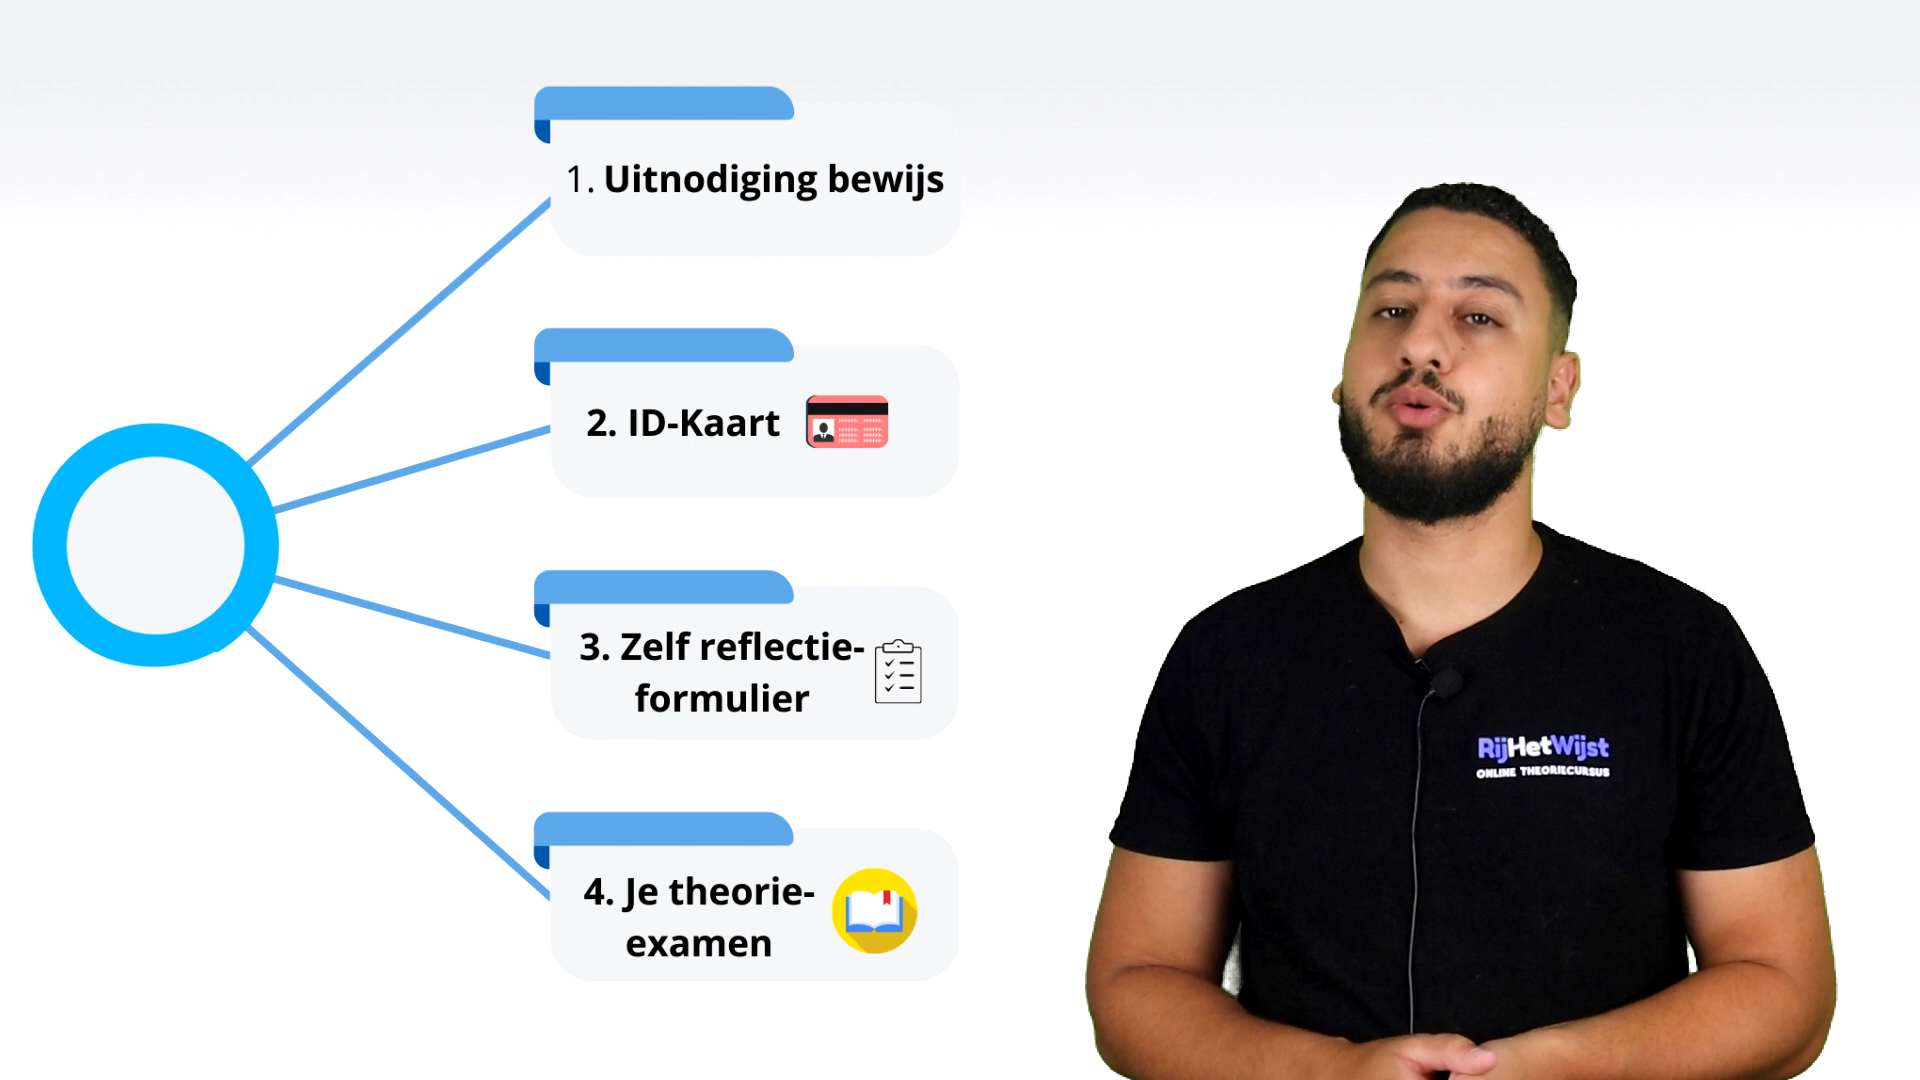 1. Uitnodiging bewijs
2. ID-Kaart
3. Zelf reflectie-
formulier
4. Je theorie-
examen
RijHetWijst
ONLINE THEORIECURSUS